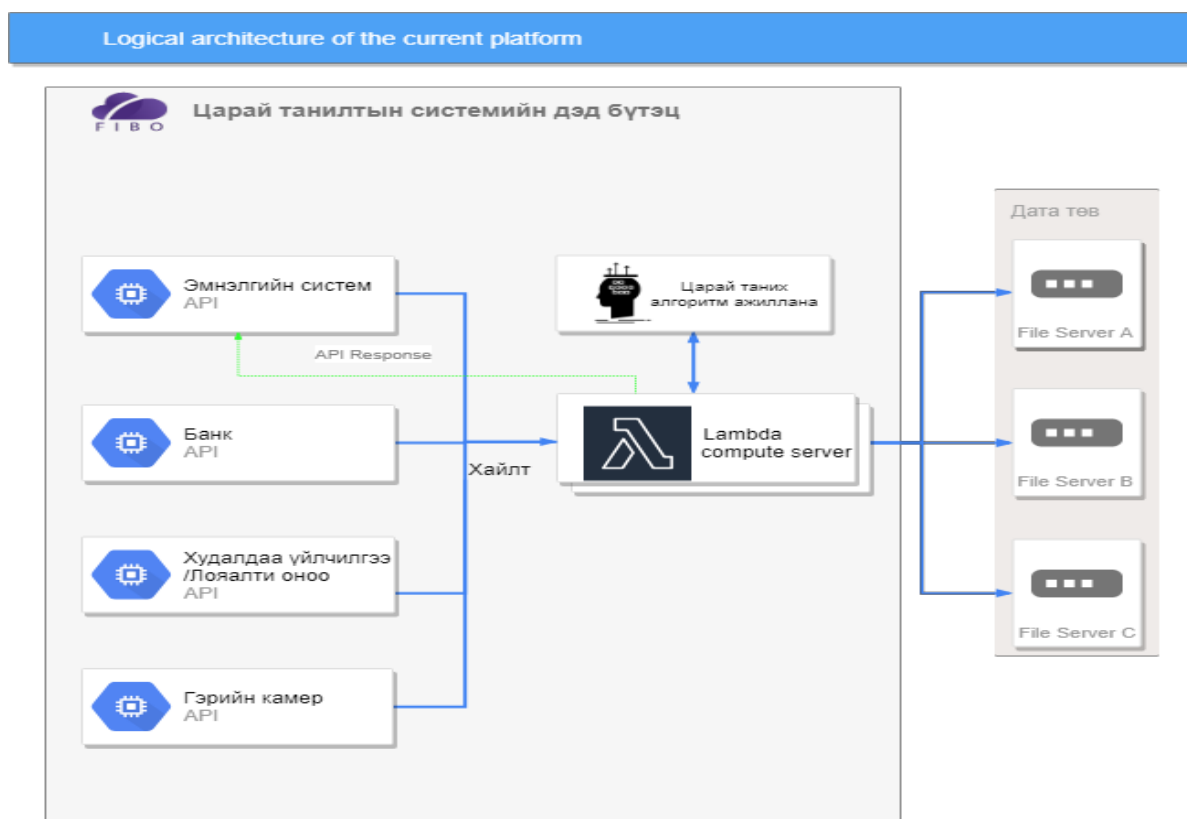 Logical architecture of the current platform
FIBO
Царай танилтын системийн дэд бүтэц
Дата төв
Эмнэлгийн систем
API
Царай таних
алгоритм ажиллана
File Server A
API Response
Банк
API
Хайлт
Lambda
compute server
File Server B
Худалдаа үйлчилгээ
/Лояалти оноо
API
File Server C
Гэрийн камер
API